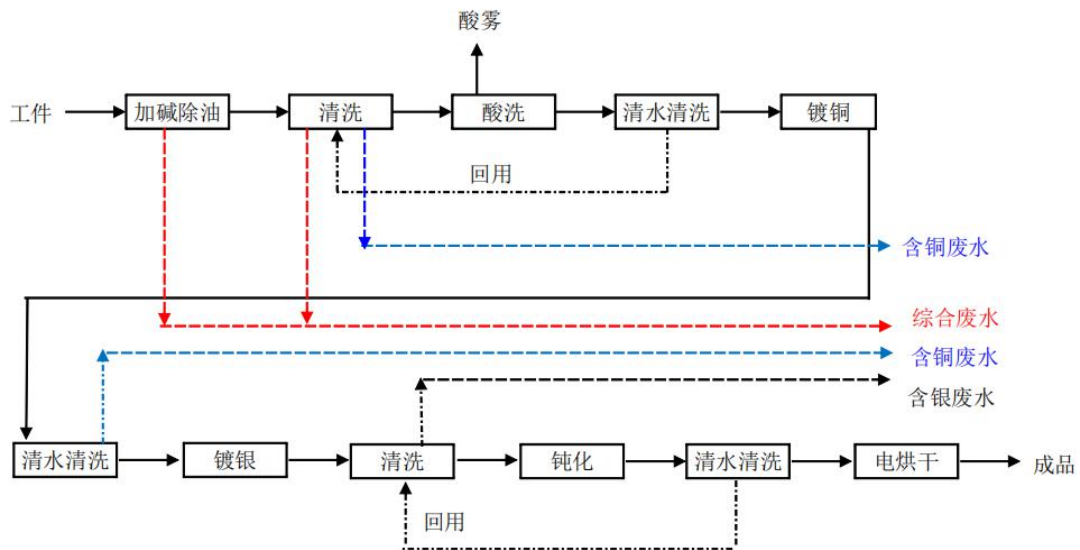 酸雾
工件
加碱除油
清洗
酸洗
清水清洗
镀铜
回用
含铜废水
综合废水
含铜废水
含银废水
清水清洗
镀银
清洗
钝化
清水清洗
电烘干
成品
回用